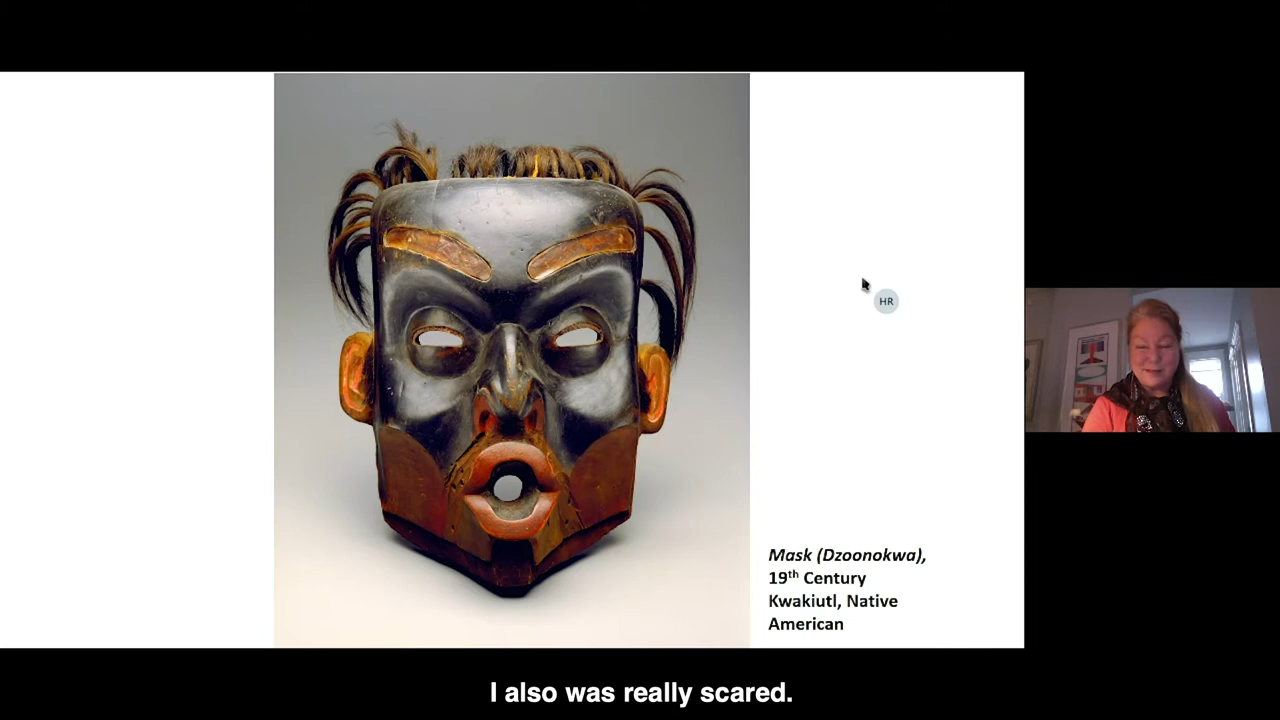 HR
Mask (Dzoonokwa),
19th Century
Kwakiutl, Native
American
I also was really scared.